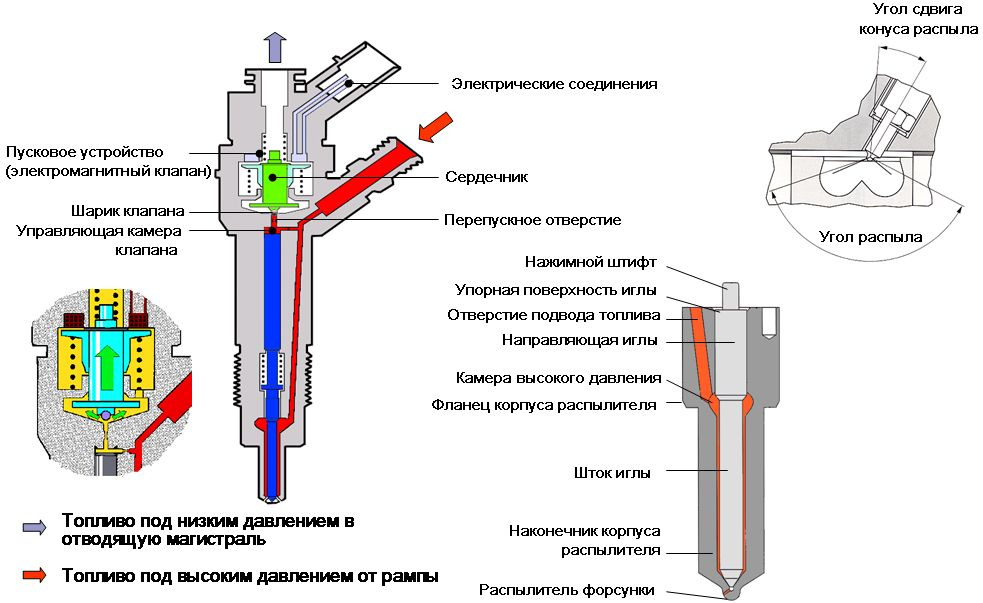 Угол сдвига
конуса распыла
Электрические соединения
Пусковое устройство
(электромагнитный клапан)
Сердечник
Шарик клапана
Перепускное отверстие
Управляющая камера
клапана
Угол распыла
Нажимной штифт
Упорная поверхность иглы
Отверстие подвода топлива
Направляющая иглы
Камера высокого давления
Фланец корпуса распылителя
Шток иглы
Наконечник корпуса
распылителя
Распылитель форсунки
Топливо под низким давлением в
отводящую магистраль
Топливо под высоким давлением от рампы